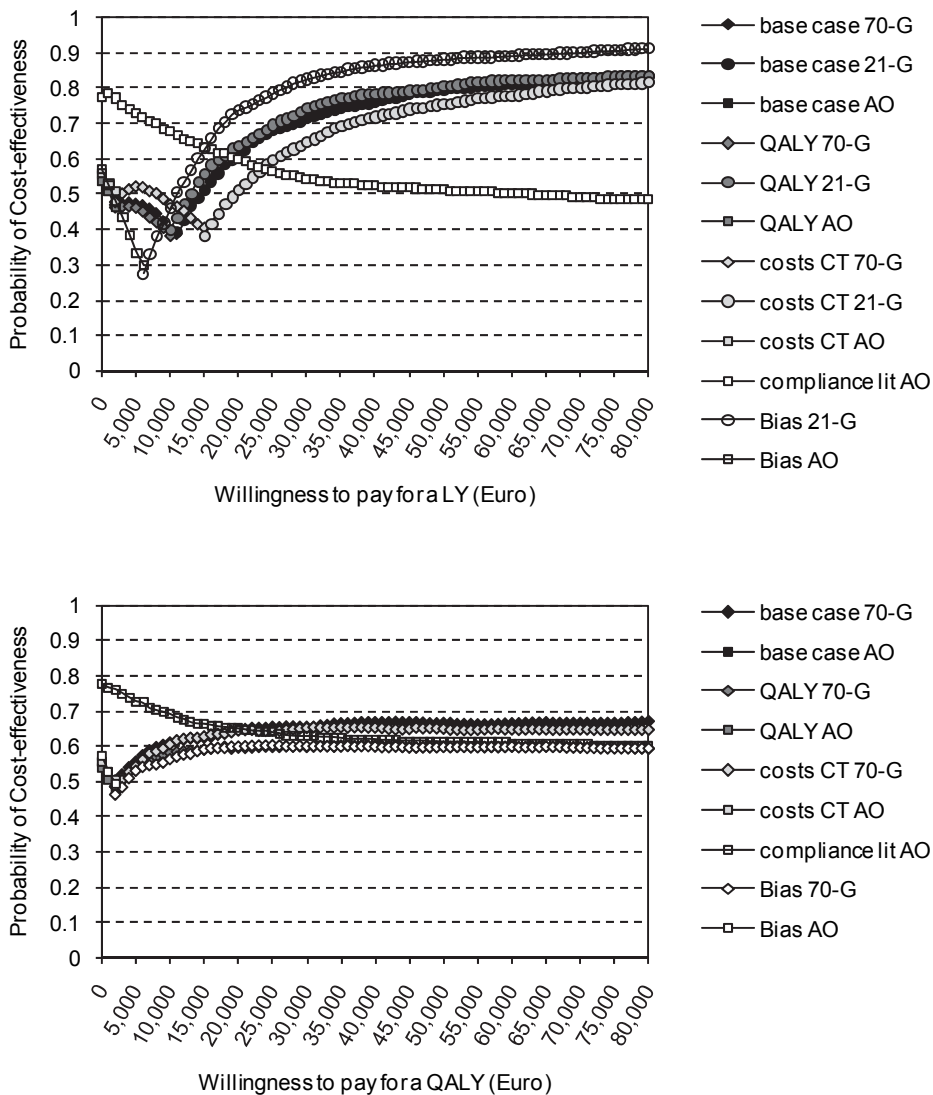 Probability of Cost-effectiveness
1
0.9
0.8
0.7
0.6
0.5
0.4
0.3
0.2
0.1
0
0
5,000
10,000
15,000
20,000
25,000
30,000
35,000
40,000
45,000
50,000
55,000
60,000
65,000
70,000
75,000
80,000
Willingness to pay for a LY (Euro)
base case 70-G
base case 21-G
base case AO
QALY 70-G
QALY 21-G
QALY AO
costs CT 70-G
costs CT 21-G
costs CT AO
compliance lit AO
Bias 21-G
Bias AO
Probability of Cost-effectiveness
1
0.9
0.8
0.7
0.6
0.5
0.4
0.3
0.2
0.1
0
0
5,000
10,000
15,000
20,000
25,000
30,000
35,000
40,000
45,000
50,000
55,000
60,000
65,000
70,000
75,000
80,000
Willingness to pay for a QALY (Euro)
base case 70-G
base case AO
QALY 70-G
QALY AO
costs CT 70-G
costs CT AO
compliance lit AO
Bias 70-G
Bias AO